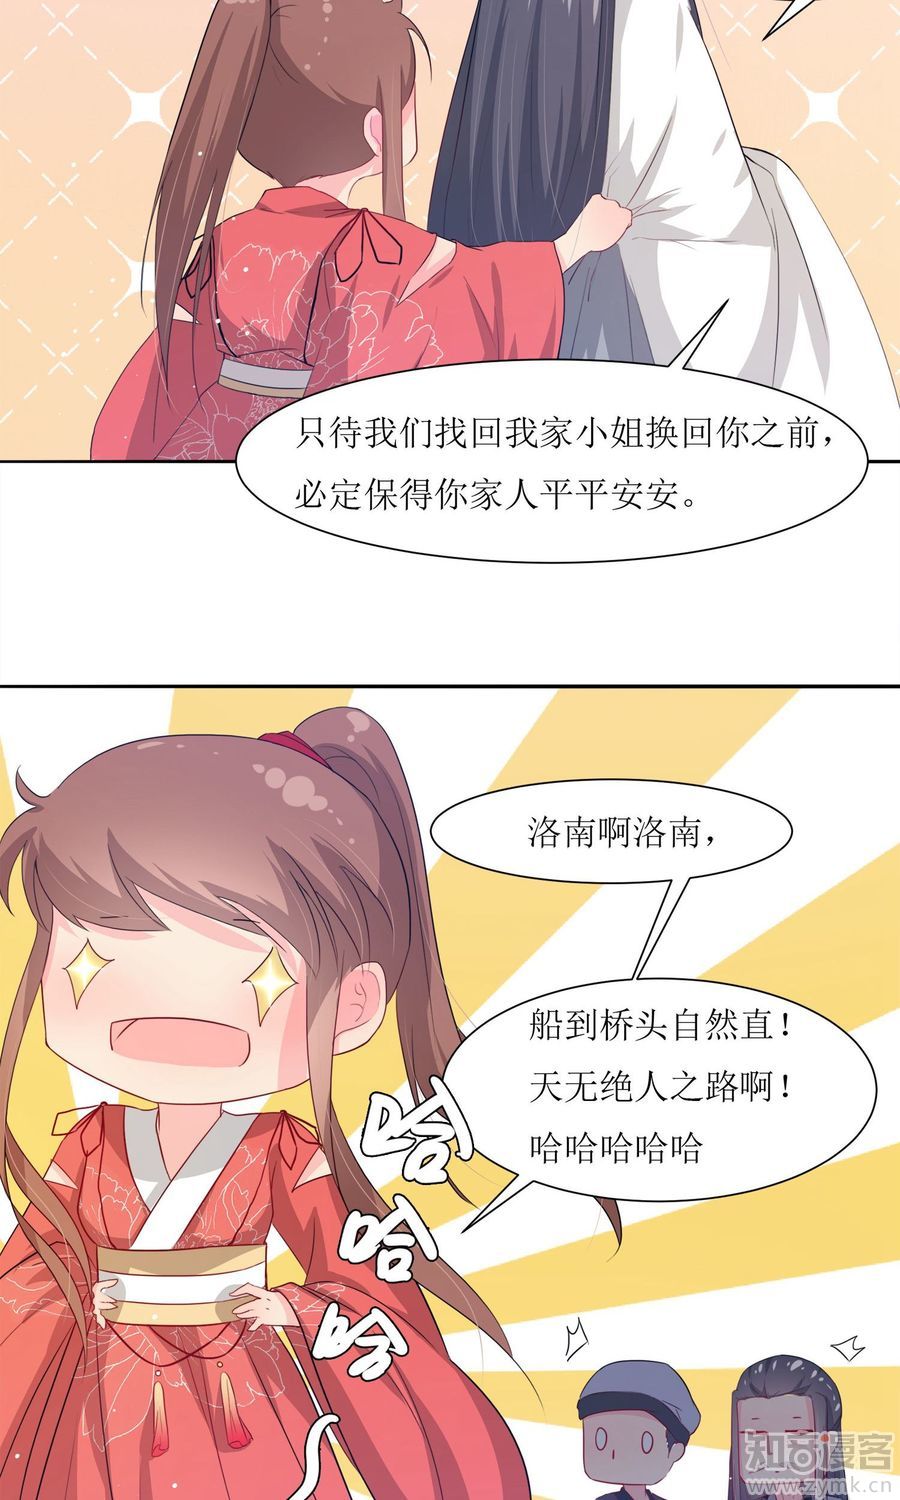 只待我们找回我家小姐换回你之前，
必定保得你家人平平安安。
洛南啊洛南，
船到桥头自然直！
天无绝人之路啊！
哈哈哈哈哈
哈
哈
哈
知音漫客
www.zymk.cn